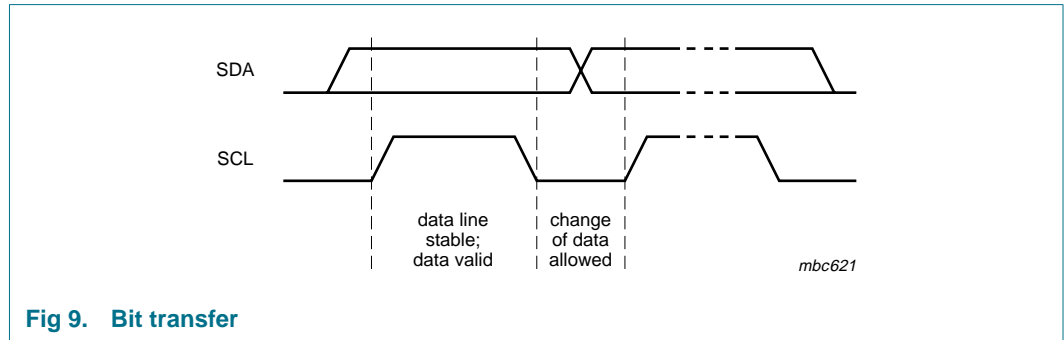 SDA
SCL
data line
stable;
data valid
change
of data
allowed
mbc621
Fig 9. Bit transfer